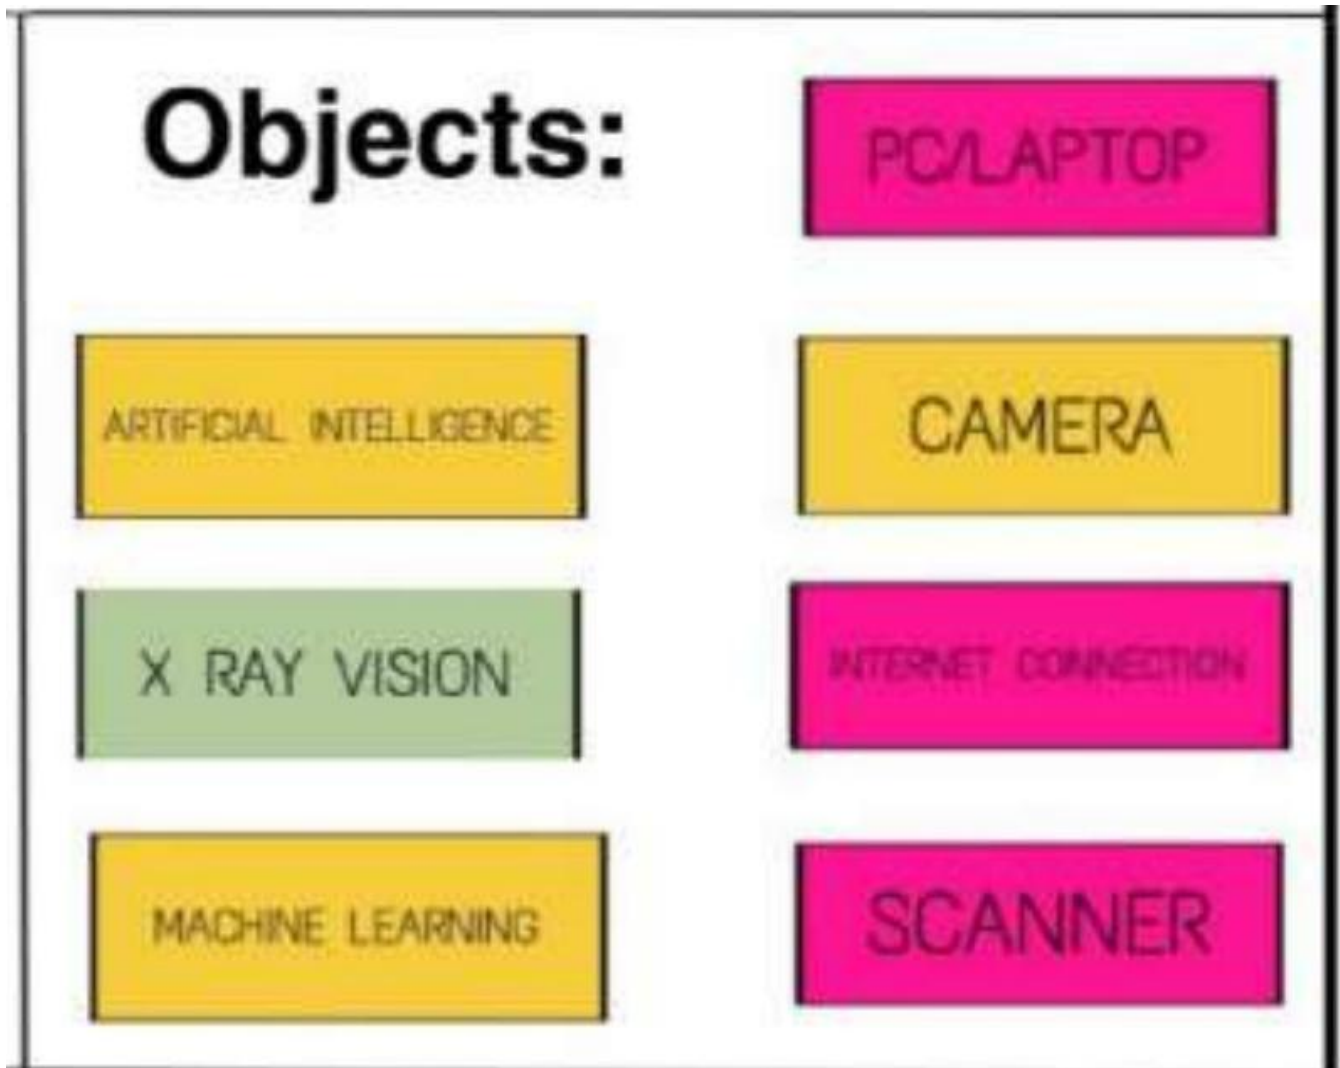 Objects:
PC/LAPTOP
ARTIFICIAL INTELLIGENCE
CAMERA
X RAY VISION
INTERNET CONNECTION
MACHINE LEARNING
SCANNER